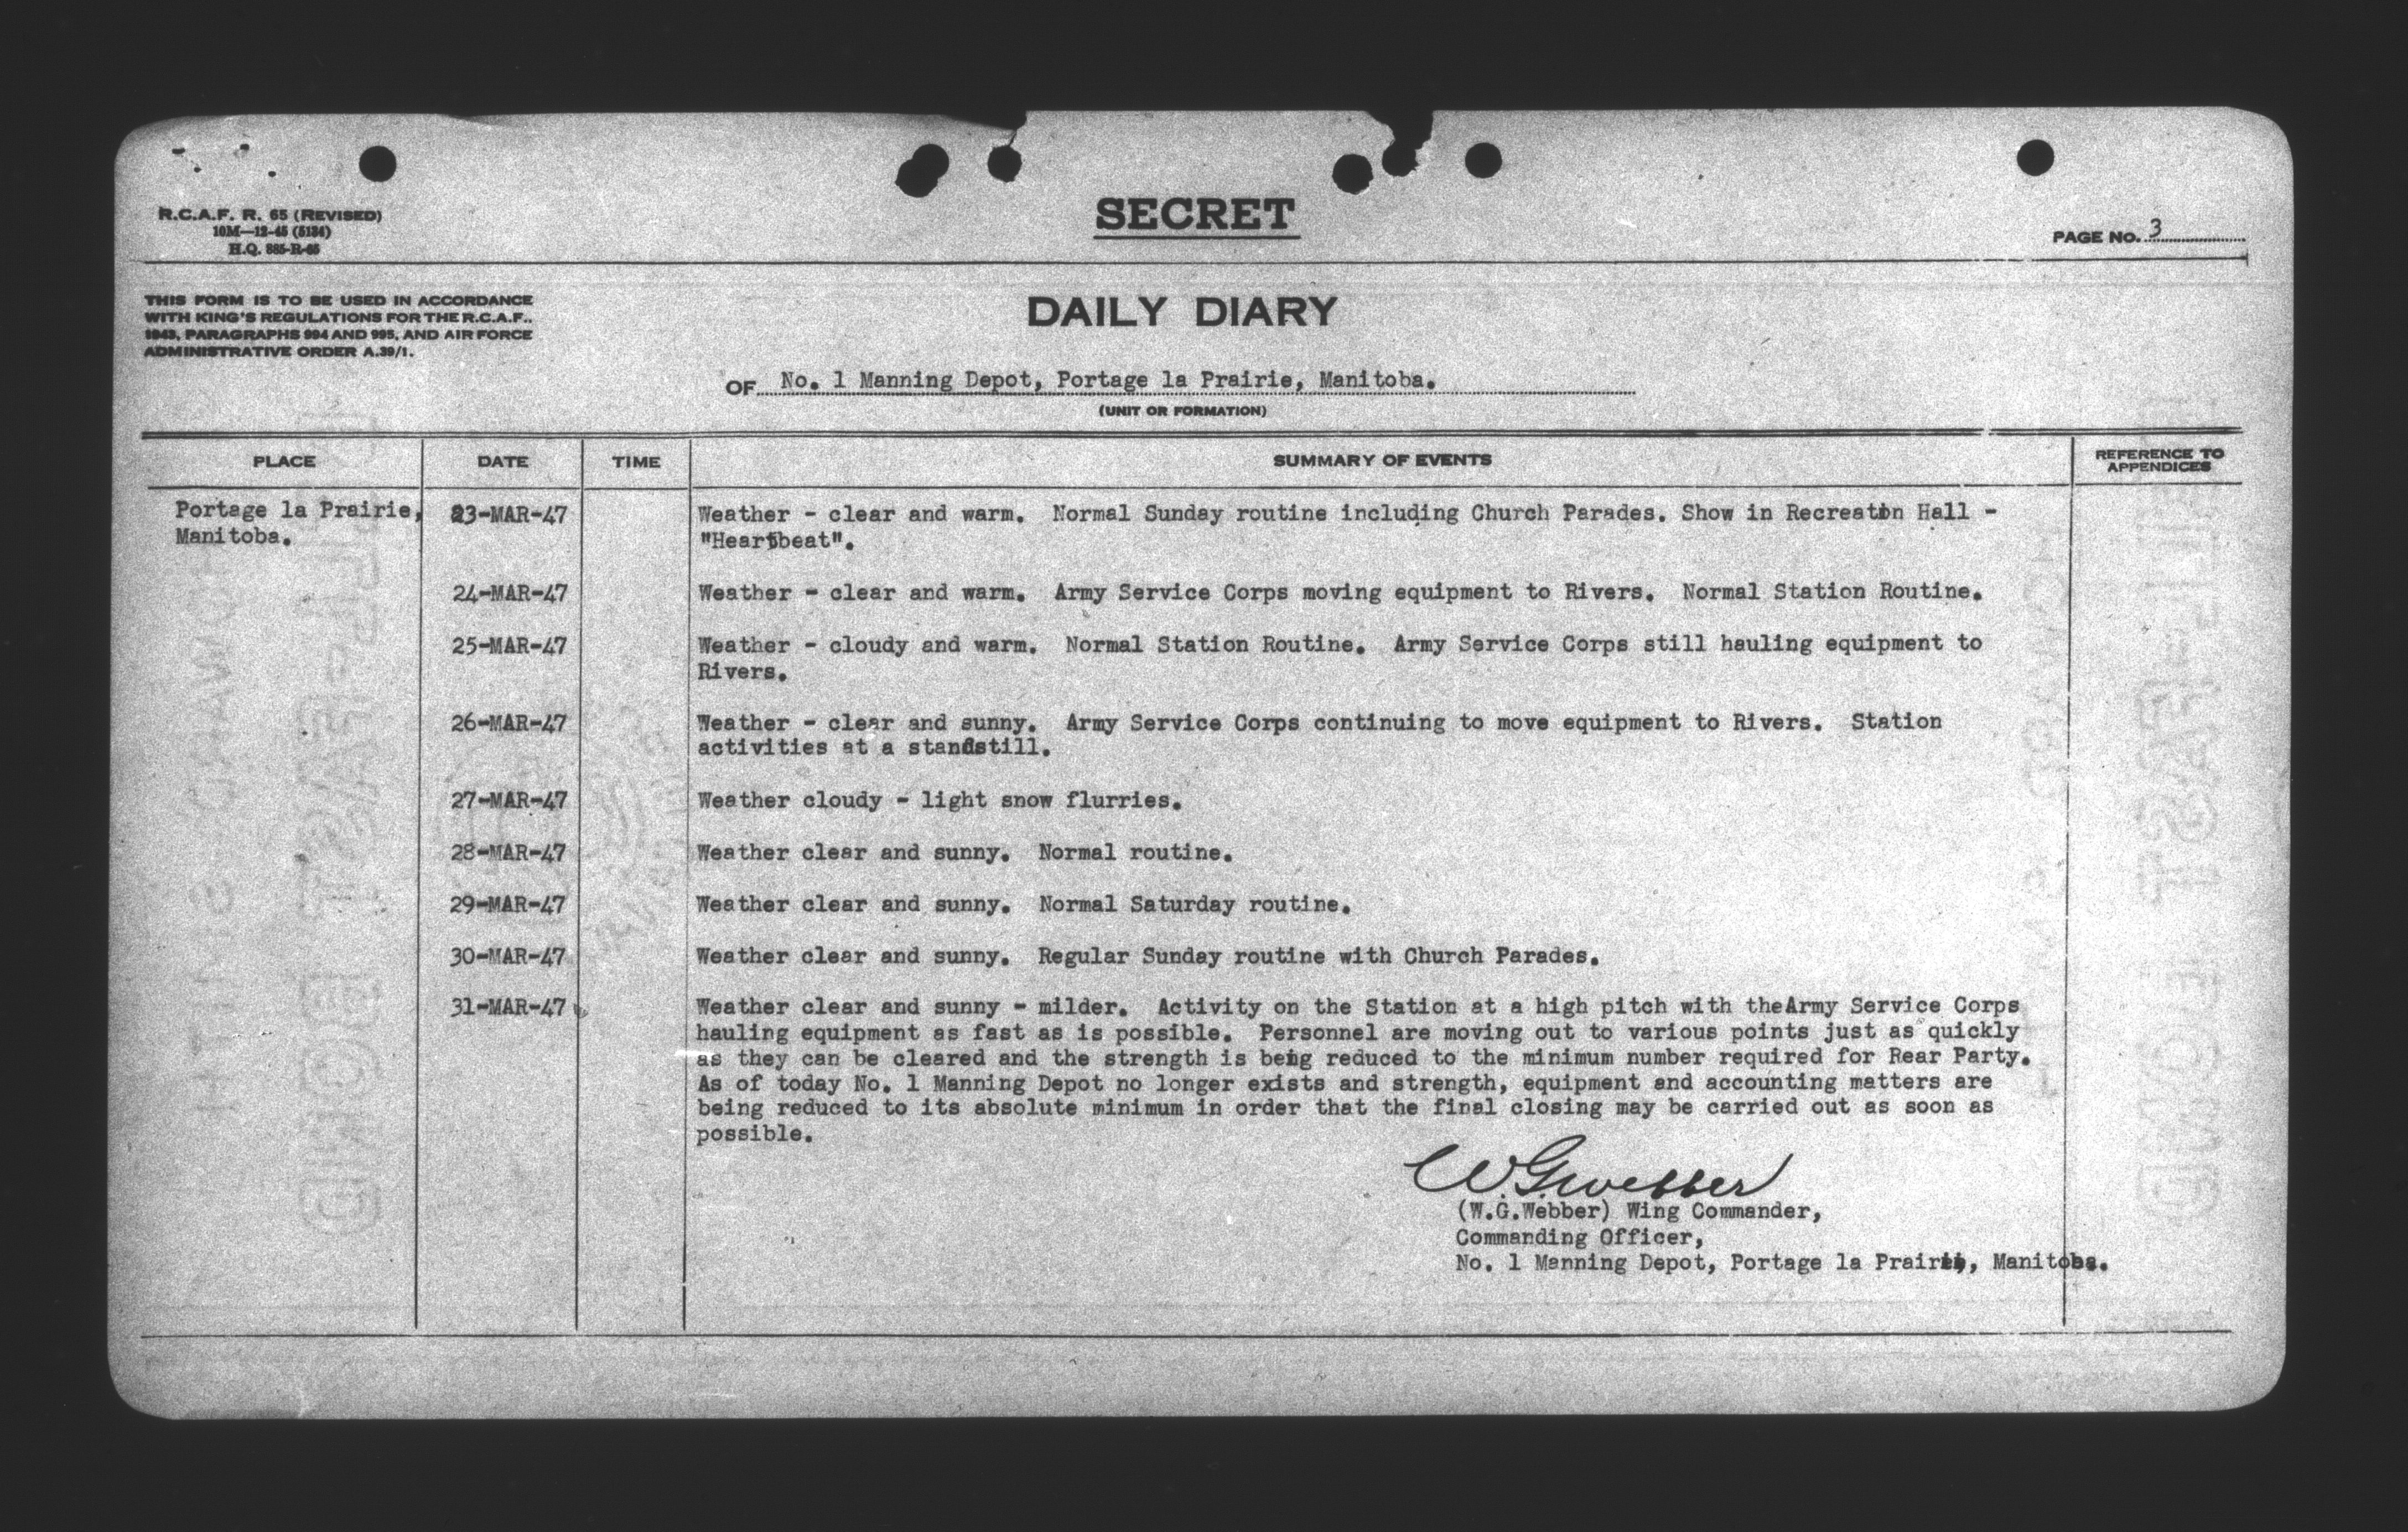 R.C.A.F. R. 65 (REVISED)
10M—12-45 (5134)
H.Q. 885-R-65
SECRET
PAGE NO. 3
THIS FORM IS TO BE USED IN ACCORDANCE
WITH KING'S REGULATIONS FOR THE R.C.A.F.,
1943, PARAGRAPHS 994 AND 995, AND AIR FORCE
ADMINISTRATIVE ORDER A.39/1.
DAILY DIARY
OF No. 1 Manning Depot, Portage la Prairie, Manitoba.
(UNIT OR FORMATION)
PLACE DATE TIME SUMMARY OF EVENTS REFERENCE TO
APPENDICES
Portage la Prairie, 23-MAR-47 Weather - clear and warm. Normal Sunday routine including Church Parades. Show in Recreation Hall -
Manitoba. "Heartbeat".
24-MAR-47 Weather - clear and warm. Army Service Corps moving equipment to Rivers. Normal Station Routine.
25-MAR-47 Weather - cloudy and warm. Normal Station Routine. Army Service Corps still hauling equipment to
Rivers.
26-MAR-47 Weather - clear and sunny. Army Service Corps continuing to move equipment to Rivers. Station
activities at a standstill.
27-MAR-47 Weather cloudy - light snow flurries.
28-MAR-47 Weather clear and sunny. Normal routine.
29-MAR-47 Weather clear and sunny. Normal Saturday routine.
30-MAR-47 Weather clear and sunny. Regular Sunday routine with Church Parades.
31-MAR-47 Weather clear and sunny - milder. Activity on the Station at a high pitch with theArmy Service Corps
hauling equipment as fast as is possible. Personnel are moving out to various points just as quickly
as they can be cleared and the strength is being reduced to the minimum number required for Rear Party.
As of today No. 1 Manning Depot no longer exists and strength, equipment and accounting matters are
being reduced to its absolute minimum in order that the final closing may be carried out as soon as
possible.
W.G. Webber
(W.G.Webber) Wing Commander,
Commanding Officer,
No. 1 Manning Depot, Portage la Prairie, Manitoba.